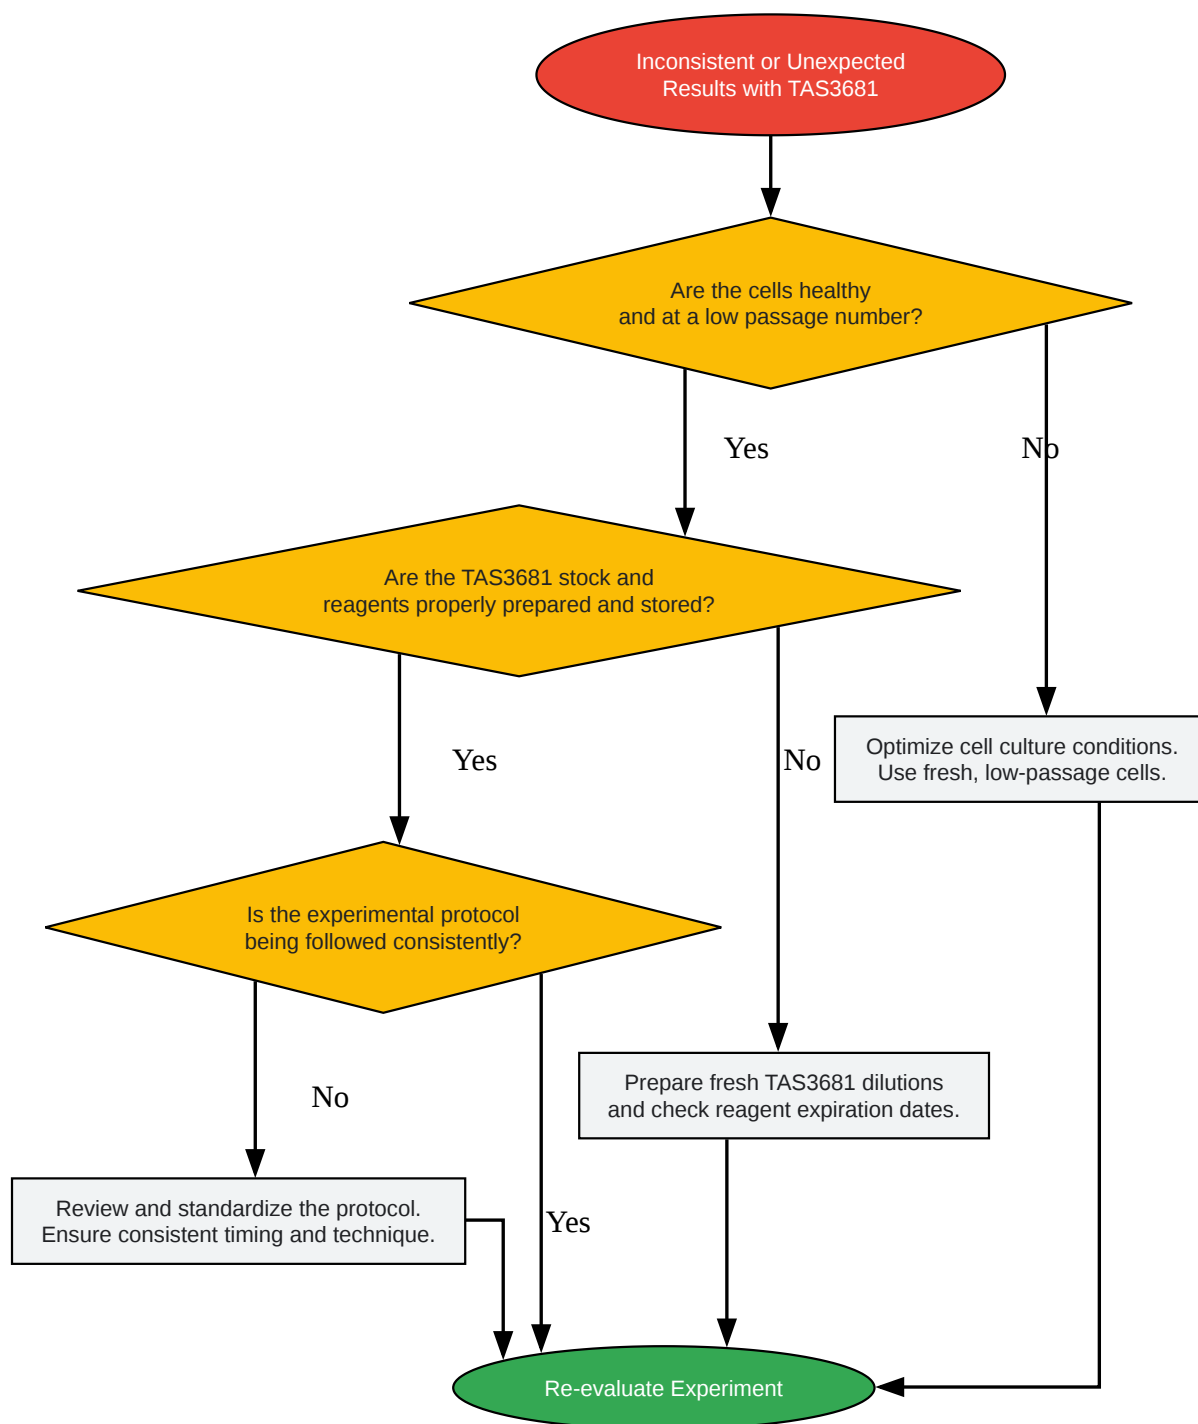 Inconsistent or Unexpected
Results with TAS3681
Are the cells healthy
and at a low passage number?
Yes
No
Are the TAS3681 stock and
reagents properly prepared and stored?
Yes
No
Optimize cell culture conditions.
Use fresh, low-passage cells.
Is the experimental protocol
being followed consistently?
No
Yes
Prepare fresh TAS3681 dilutions
and check reagent expiration dates.
Review and standardize the protocol.
Ensure consistent timing and technique.
Re-evaluate Experiment